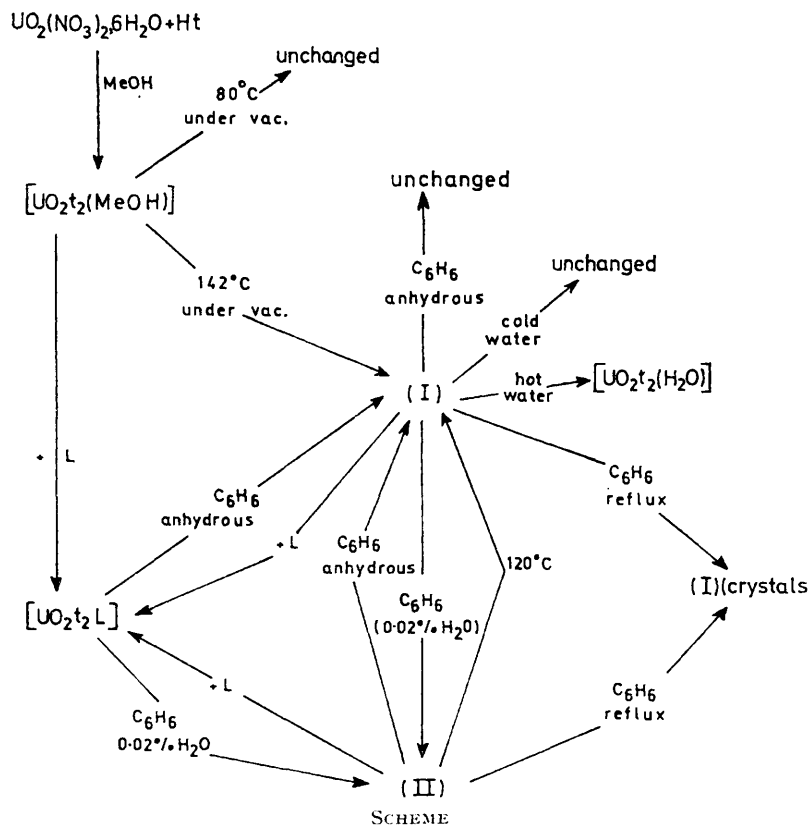 UO₂(NO₃)₂,6H₂O+Ht
MeOH
unchanged
80°C
under vac.
[UO₂t₂(MeOH)]
unchanged
142°C
under vac.
C₆H₆
anhydrous
unchanged
cold
water
(I)
hot
water
[UO₂t₂(H₂O)]
+ L
C₆H₆
anhydrous
+ L
C₆H₆
anhydrous
120°C
C₆H₆
reflux
C₆H₆
(0·02% H₂O)
(I)(crystals
[UO₂t₂L]
+ L
C₆H₆
0·02% H₂O
C₆H₆
reflux
(II)
SCHEME